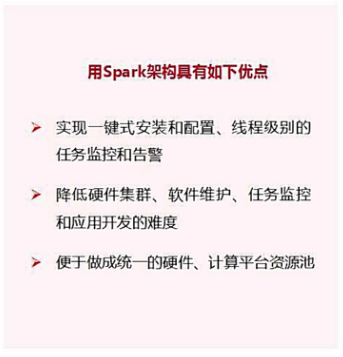 用Spark架构具有如下优点
➢ 实现一键式安装和配置、线程级别的
任务监控和告警
➢ 降低硬件集群、软件维护、任务监控
和应用开发的难度
➢ 便于做成统一的硬件、计算平台资源池